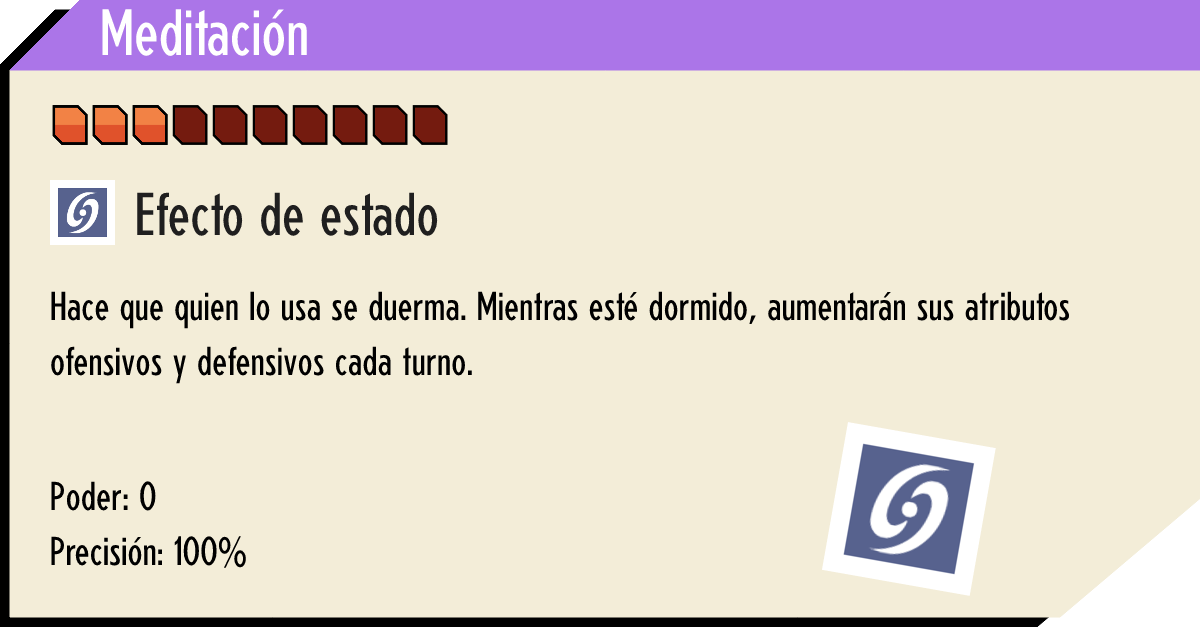 Meditación
Efecto de estado
Hace que quien lo usa se duerma. Mientras esté dormido, aumentarán sus atributos
ofensivos y defensivos cada turno.
Poder: 0
Precisión: 100%